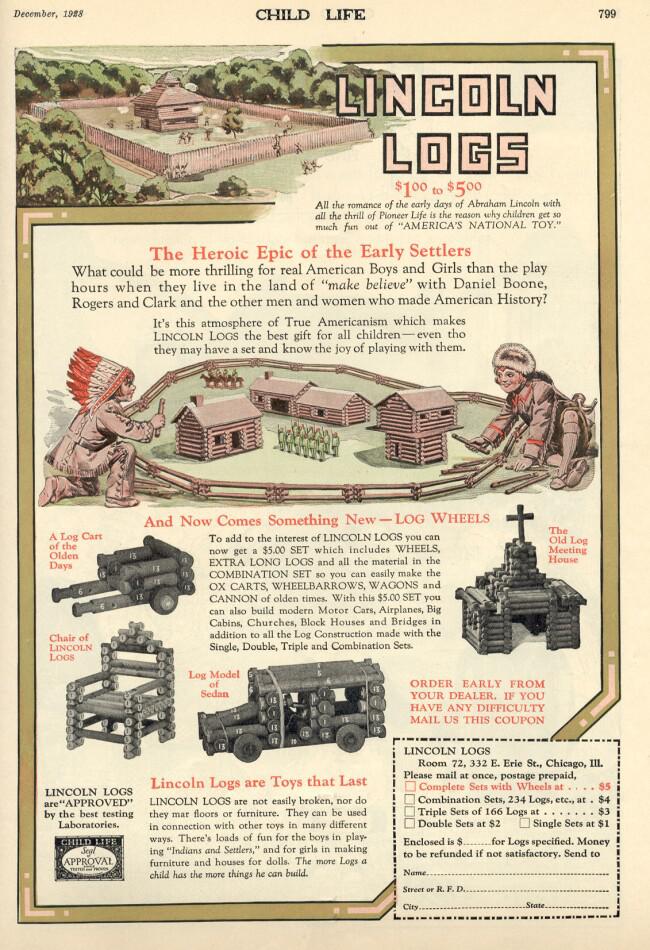 December, 1928
CHILD LIFE
799
LINCOLN
LOGS
$1.00 to $5.00
All the romance of the early days of Abraham Lincoln with
all the thrill of Pioneer Life is the reason why children get so
much fun out of "AMERICA'S NATIONAL TOY."
The Heroic Epic of the Early Settlers
What could be more thrilling for real American Boys and Girls than the play
hours when they live in the land of "make believe" with Daniel Boone,
Rogers and Clark and the other men and women who made American History?
It's this atmosphere of True Americanism which makes
LINCOLN LOGS the best gift for all children—even tho
they may have a set and know the joy of playing with them.
And Now Comes Something New—LOG WHEELS
A Log Cart
of the
Olden
Days
To add to the interest of LINCOLN LOGS you can
now get a $5.00 SET which includes WHEELS,
EXTRA LONG LOGS and all the material in the
COMBINATION SET so you can easily make the
OX CARTS, WHEELBARROWS, WAGONS and
CANNON of olden times. With this $5.00 SET you
can also build modern Motor Cars, Airplanes, Big
Cabins, Churches, Block Houses and Bridges in
addition to all the Log Construction made with the
Single, Double, Triple and Combination Sets.
The
Old Log
Meeting
House
Chair of
LINCOLN
LOGS
Log Model
of
Sedan
ORDER EARLY FROM
YOUR DEALER. IF YOU
HAVE ANY DIFFICULTY
MAIL US THIS COUPON
LINCOLN LOGS
are "APPROVED"
by the best testing
Laboratories.
CHILD LIFE
Seal
of
APPROVAL
TESTED and PROVEN
Lincoln Logs are Toys that Last
LINCOLN LOGS are not easily broken, nor do
they mar floors or furniture. They can be used
in connection with other toys in many different
ways. There's loads of fun for the boys in play-
ing "Indians and Settlers," and for girls in making
furniture and houses for dolls. The more Logs a
child has the more things he can build.
LINCOLN LOGS
Room 72, 332 E. Erie St., Chicago, Ill.
Please mail at once, postage prepaid,
Complete Sets with Wheels at . . . . $5
Combination Sets, 234 Logs, etc., at . $4
Triple Sets of 166 Logs at . . . . . . . $3
Double Sets at $2 Single Sets at $1
Enclosed is $........for Logs specified. Money
to be refunded if not satisfactory. Send to
Name
Street or R. F. D.
City State